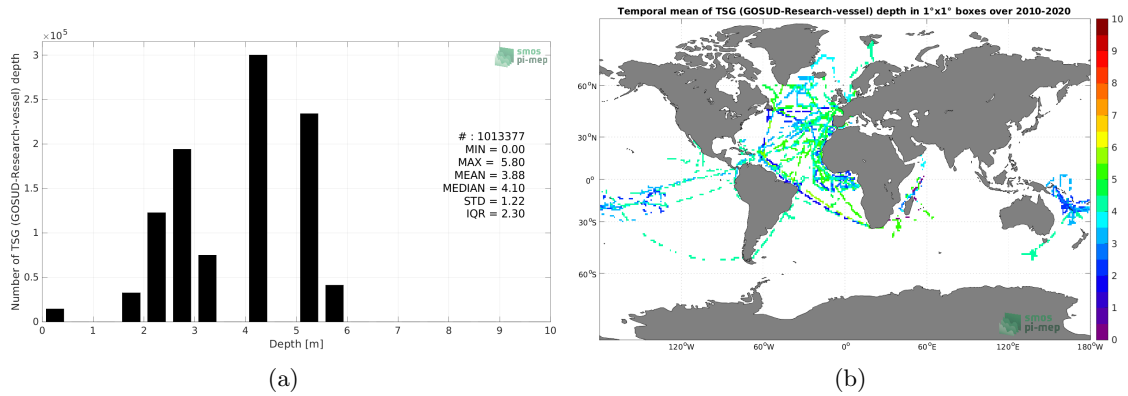 ×10⁵
3
2.5
2
1.5
1
0.5
0
Number of TSG (GOSUD-Research-vessel) depth
smos
pi-mep
# : 1013377
MIN = 0.00
MAX = 5.80
MEAN = 3.88
MEDIAN = 4.10
STD = 1.22
IQR = 2.30
0 1 2 3 4 5 6 7 8 9 10
Depth [m]
(a)
Temporal mean of TSG (GOSUD-Research-vessel) depth in 1°x1° boxes over 2010-2020
60°N
30°N
0°
30°S
60°S
120°W 60°W 0° 60°E 120°E 180°W
smos
pi-mep
10
9
8
7
6
5
4
3
2
1
0
(b)